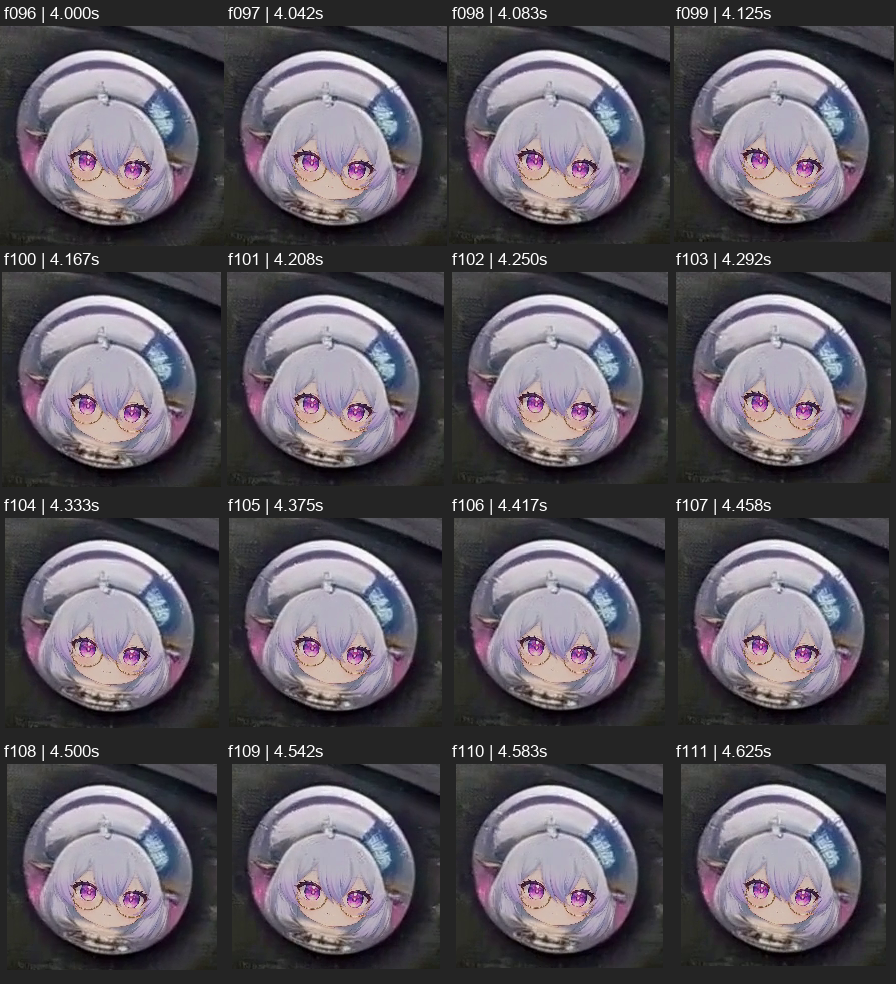 f096 | 4.000s
f097 | 4.042s
f098 | 4.083s
f099 | 4.125s
f100 | 4.167s
f101 | 4.208s
f102 | 4.250s
f103 | 4.292s
f104 | 4.333s
f105 | 4.375s
f106 | 4.417s
f107 | 4.458s
f108 | 4.500s
f109 | 4.542s
f110 | 4.583s
f111 | 4.625s